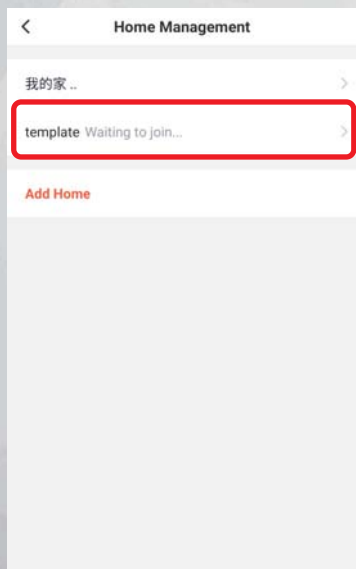 Home Management
我的家 ..
template Waiting to join...
Add Home